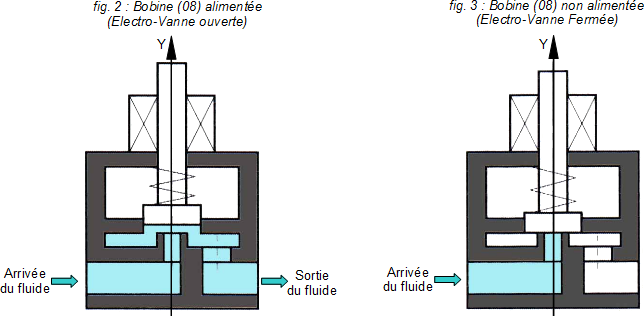 fig. 2 : Bobine (08) alimentée
(Electro-Vanne ouverte)
Y
Arrivée
du fluide
Sortie
du fluide
fig. 3 : Bobine (08) non alimentée
(Electro-Vanne Fermée)
Y
Arrivée
du fluide